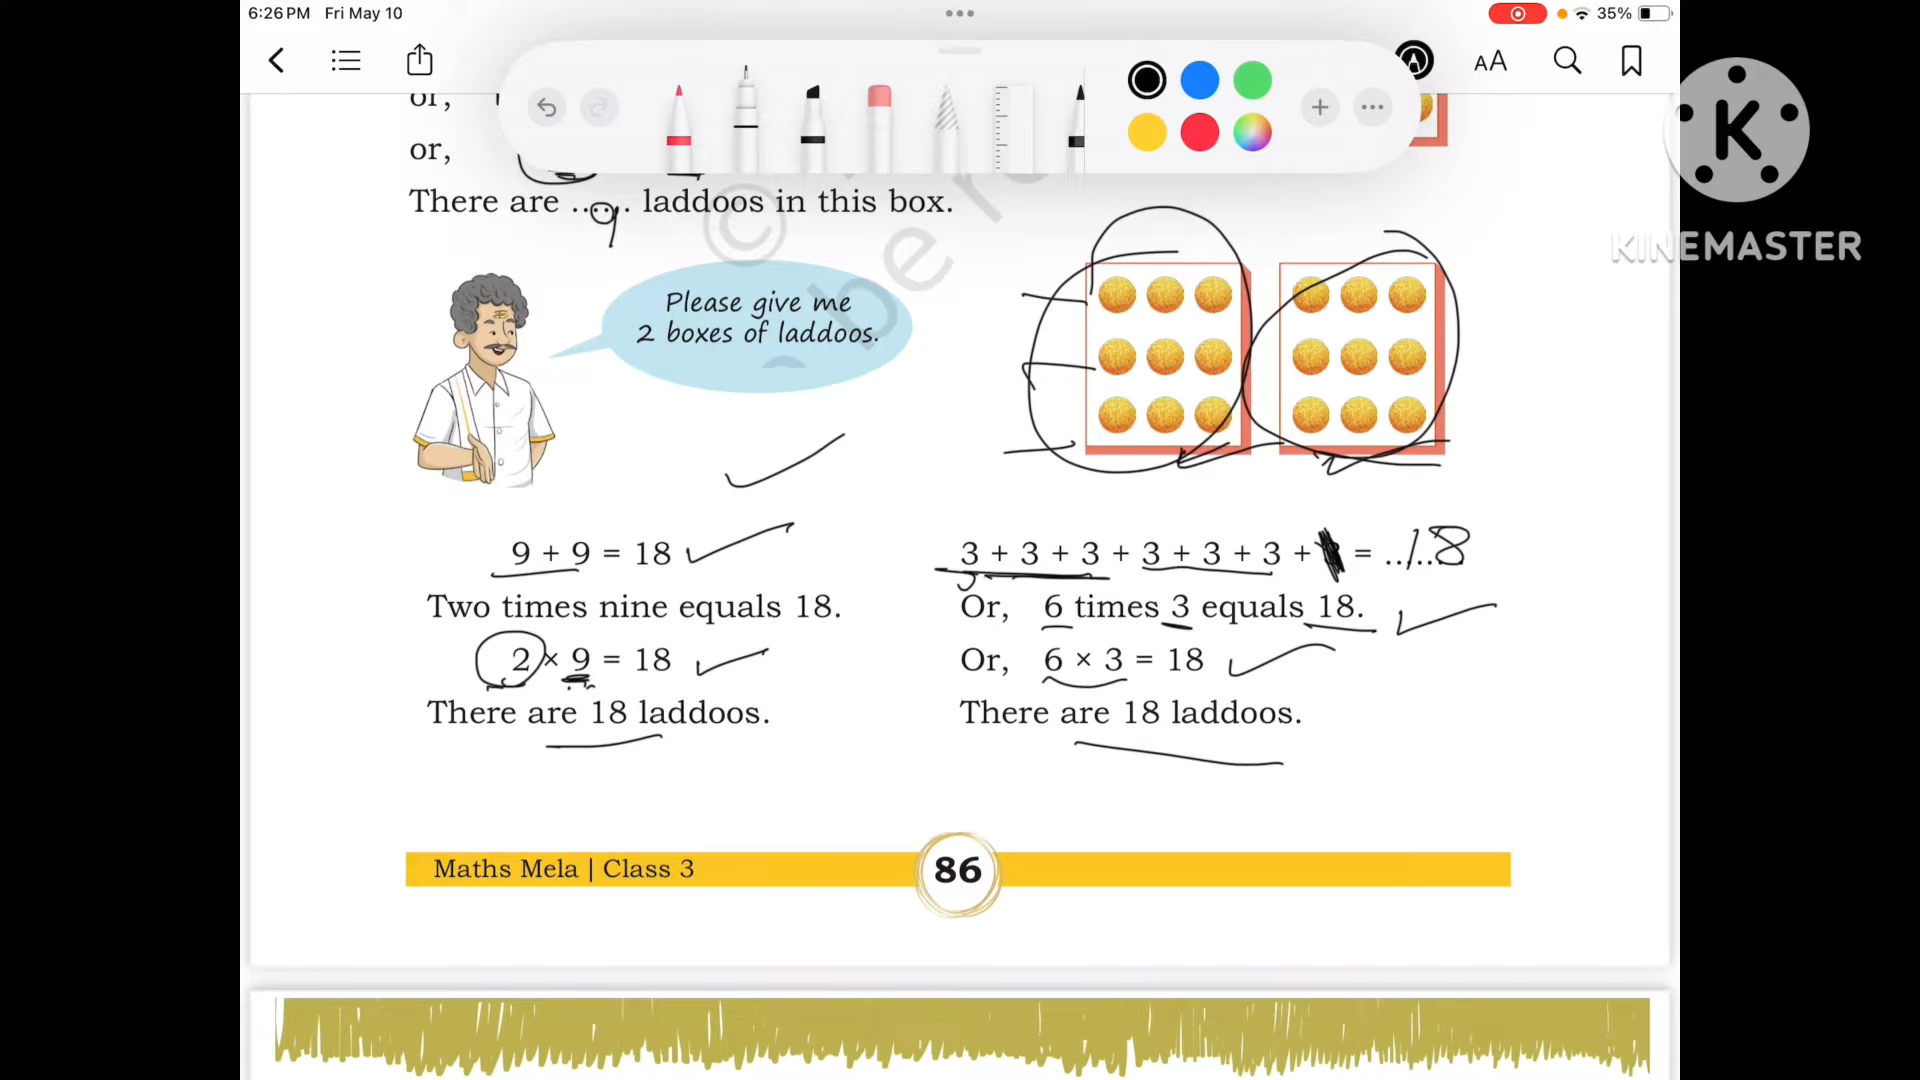 6:26 PM Fri May 10
35%
AA
K
KINEMASTER
or,
or,
There are ..9.. laddoos in this box.
©
be r
Please give me
2 boxes of laddoos.
9 + 9 = 18
Two times nine equals 18.
2 × 9 = 18
There are 18 laddoos.
3 + 3 + 3 + 3 + 3 + 3 + = ..18..
Or, 6 times 3 equals 18.
Or, 6 × 3 = 18
There are 18 laddoos.
Maths Mela | Class 3
86